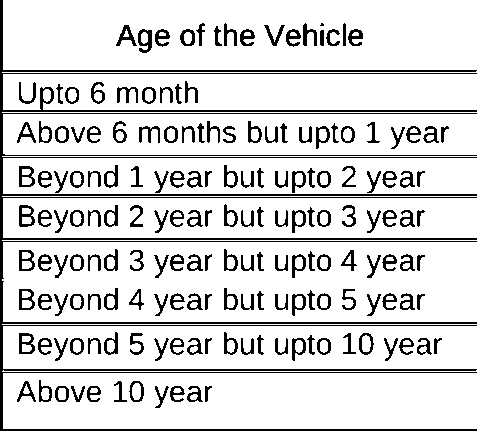 Age of the Vehicle
Upto 6 month
Above 6 months but upto 1 year
Beyond 1 year but upto 2 year
Beyond 2 year but upto 3 year
Beyond 3 year but upto 4 year
Beyond 4 year but upto 5 year
Beyond 5 year but upto 10 year
Above 10 year